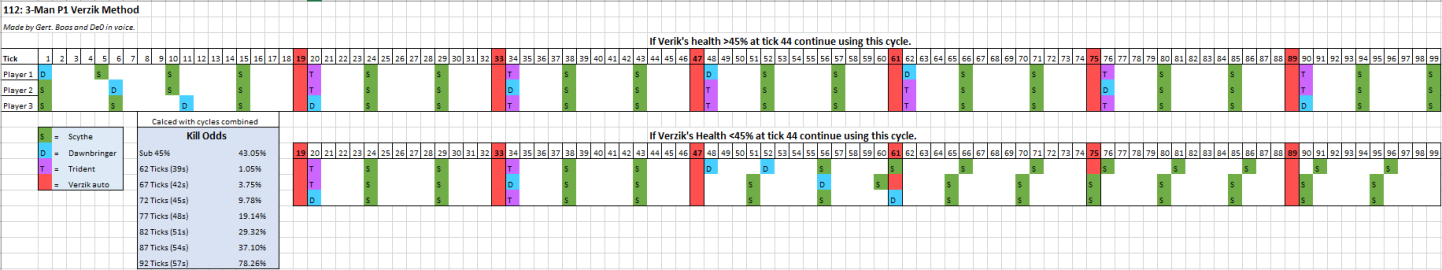 112: 3-Man P1 Verzik Method
Made by Gert. Boas and De0 in voice.
If Verik's health >45% at tick 44 continue using this cycle.
Tick 1 2 3 4 5 6 7 8 9 10 11 12 13 14 15 16 17 18 19 20 21 22 23 24 25 26 27 28 29 30 31 32 33 34 35 36 37 38 39 40 41 42 43 44 45 46 47 48 49 50 51 52 53 54 55 56 57 58 59 60 61 62 63 64 65 66 67 68 69 70 71 72 73 74 75 76 77 78 79 80 81 82 83 84 85 86 87 88 89 90 91 92 93 94 95 96 97 98 99
Player 1 D S S S T S S T S S D S S D S S T S S T S S
Player 2 S D S S T S S D S S T S S T S S D S S T S S
Player 3 S S D S D S S T S S T S S T S S T S S D S S
S = Scythe
D = Dawnbringer
T = Trident
= Verzik auto
Calced with cycles combined
Kill Odds
Sub 45% 43.05%
62 Ticks (39s) 1.05%
67 Ticks (42s) 3.75%
72 Ticks (45s) 9.78%
77 Ticks (48s) 19.14%
82 Ticks (51s) 29.32%
87 Ticks (54s) 37.10%
92 Ticks (57s) 78.26%
If Verzik's Health <45% at tick 44 continue using this cycle.
19 20 21 22 23 24 25 26 27 28 29 30 31 32 33 34 35 36 37 38 39 40 41 42 43 44 45 46 47 48 49 50 51 52 53 54 55 56 57 58 59 60 61 62 63 64 65 66 67 68 69 70 71 72 73 74 75 76 77 78 79 80 81 82 83 84 85 86 87 88 89 90 91 92 93 94 95 96 97 98 99
T S S T S S D D S S S S S S S S S
T S S D S S S D S S S S S S S S
D S S T S S S S D S S S S S S S